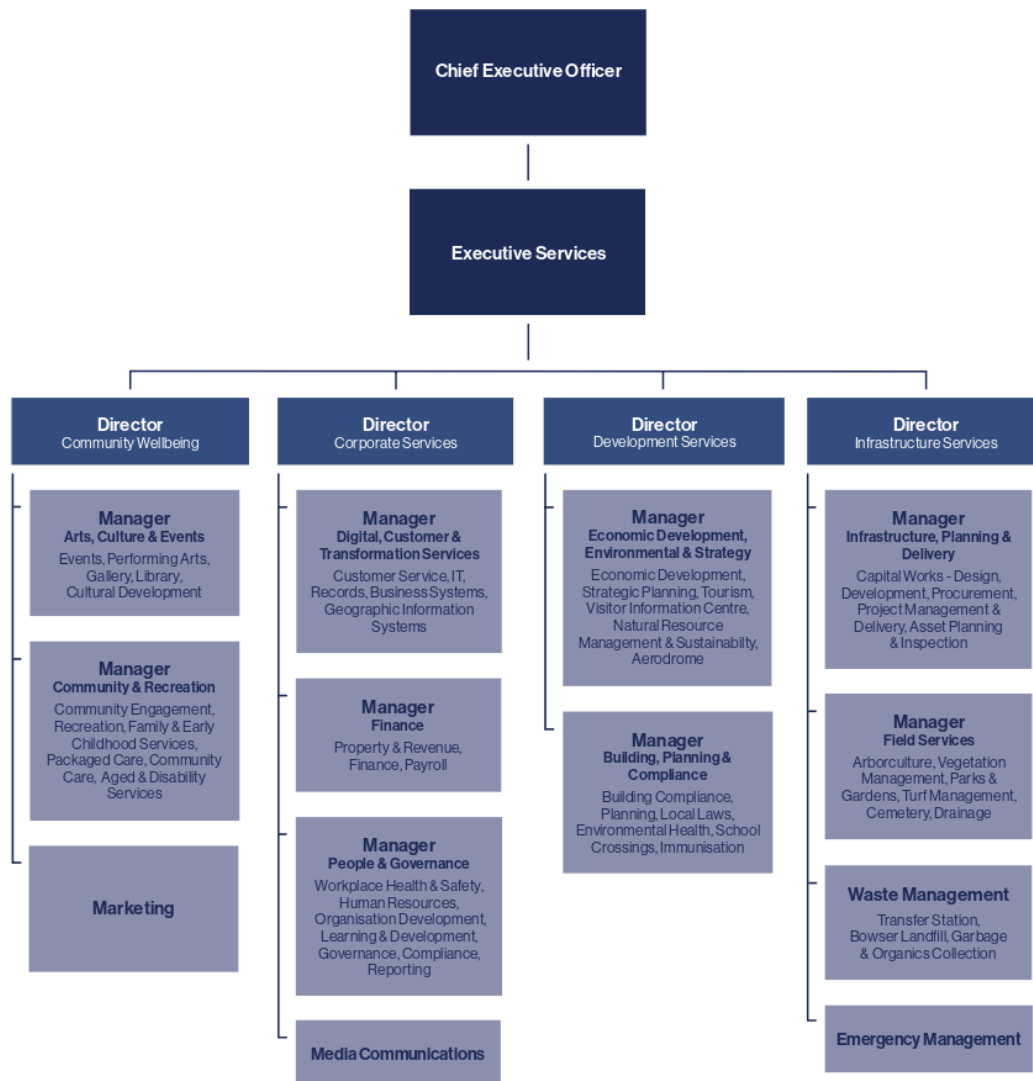 Chief Executive Officer
Executive Services
Director
Community Wellbeing
Manager
Arts, Culture & Events
Events, Performing Arts,
Gallery, Library,
Cultural Development
Manager
Community & Recreation
Community Engagement,
Recreation, Family & Early
Childhood Services,
Packaged Care, Community
Care, Aged & Disability
Services
Marketing
Director
Corporate Services
Manager
Digital, Customer &
Transformation Services
Customer Service, IT,
Records, Business Systems,
Geographic Information
Systems
Manager
Finance
Property & Revenue,
Finance, Payroll
Manager
People & Governance
Workplace Health & Safety,
Human Resources,
Organisation Development,
Learning & Development,
Governance, Compliance,
Reporting
Media Communications
Director
Development Services
Manager
Economic Development,
Environmental & Strategy
Economic Development,
Strategic Planning, Tourism,
Visitor Information Centre,
Natural Resource
Management & Sustainabilty,
Aerodrome
Manager
Building, Planning &
Compliance
Building Compliance,
Planning, Local Laws,
Environmental Health, School
Crossings, Immunisation
Director
Infrastructure Services
Manager
Infrastructure, Planning &
Delivery
Capital Works - Design,
Development, Procurement,
Project Management &
Delivery, Asset Planning
& Inspection
Manager
Field Services
Arborculture, Vegetation
Management, Parks &
Gardens, Turf Management,
Cemetery, Drainage
Waste Management
Transfer Station,
Bowser Landfill, Garbage
& Organics Collection
Emergency Management